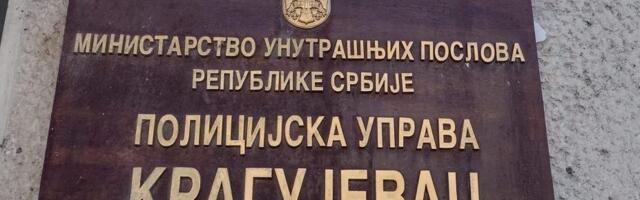 МИНИСТАРСТВО УНУТРАШЊИХ ПОСЛОВА
РЕПУБЛИКЕ СРБИЈЕ
ПОЛИЦИЈСКА УПРАВА
КРАГУЈЕВАЦ